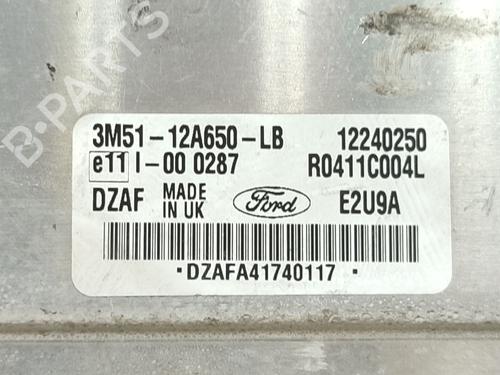 B-PARTS
3M51-12A650-LB 12240250
e11 I-00 0287 R0411C004L
DZAF MADE IN UK Ford E2U9A
·DZAFA41740117·